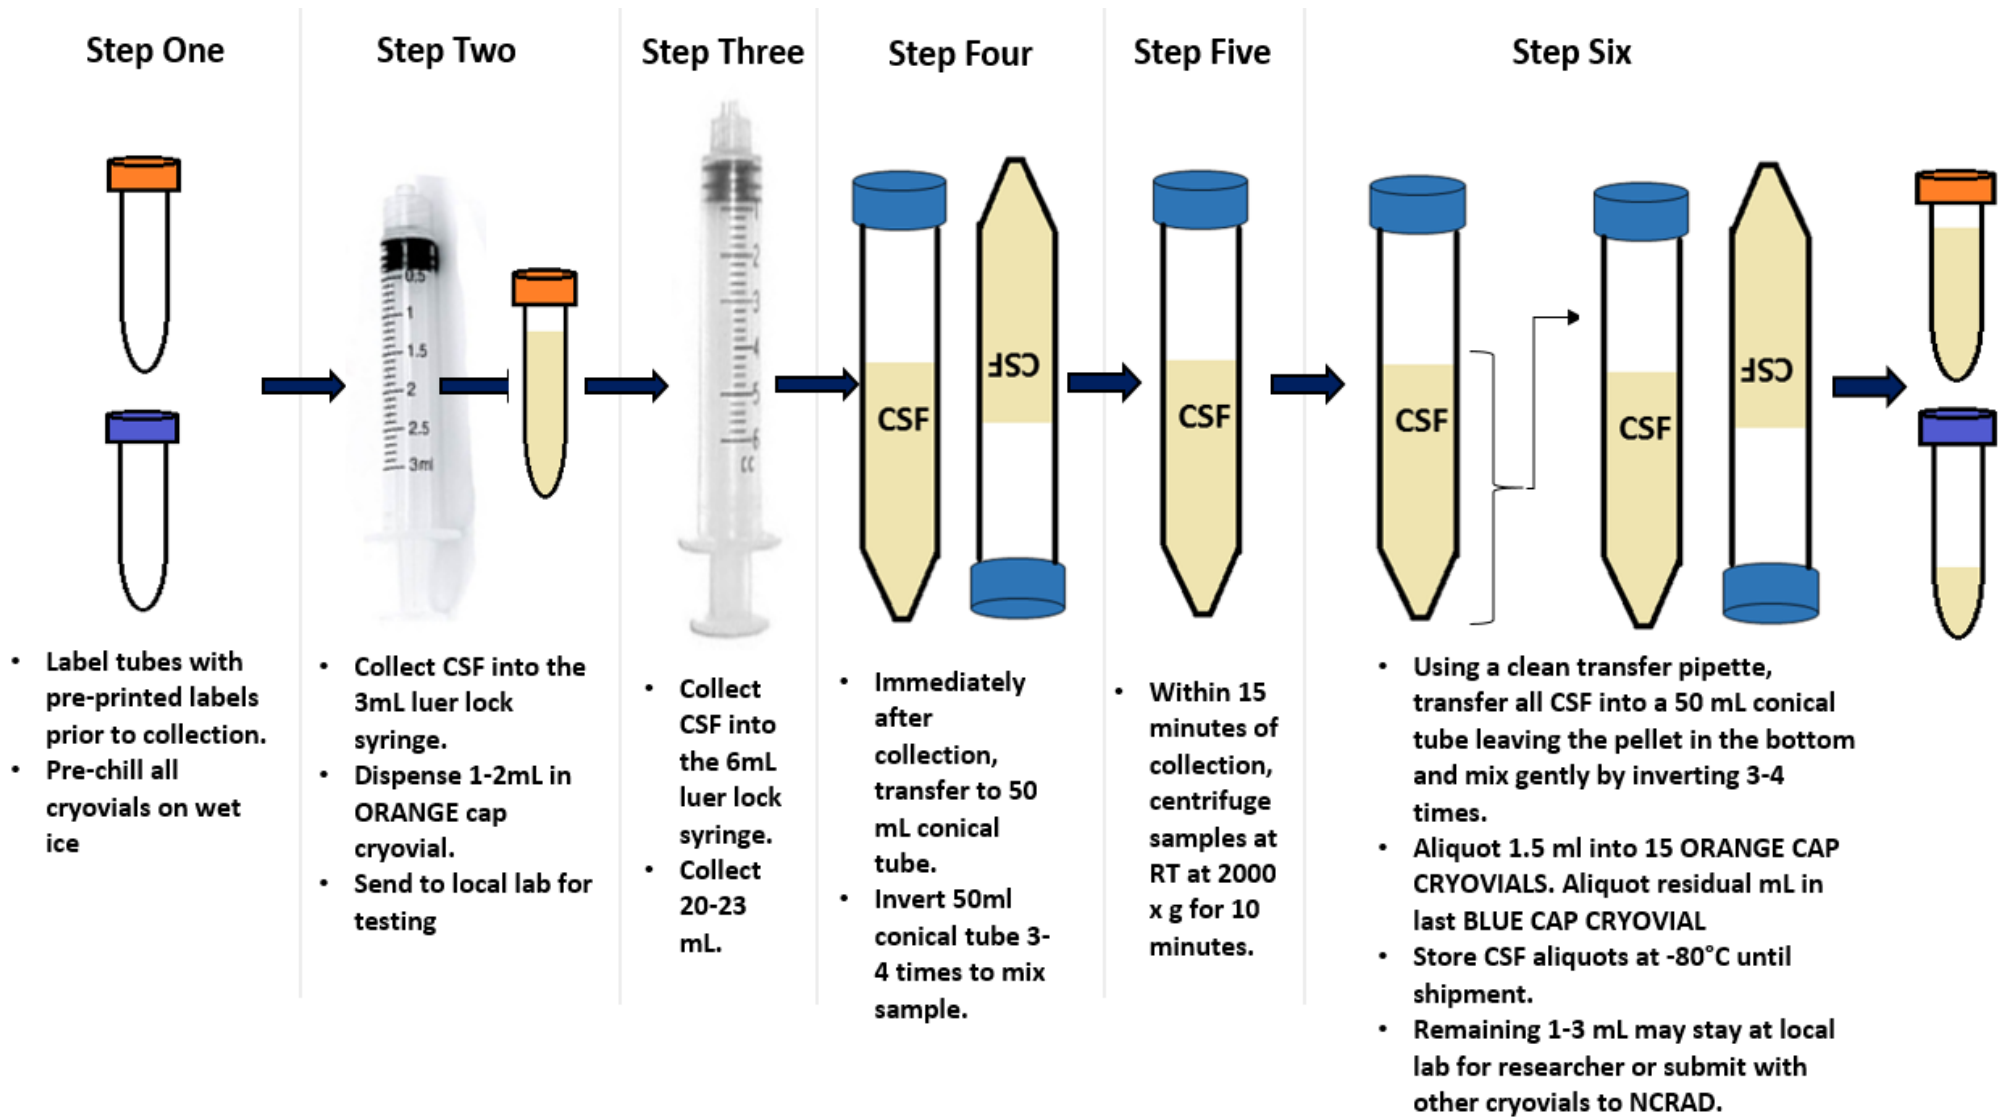 Step One
Label tubes with
pre-printed labels
prior to collection.
Pre-chill all
cryovials on wet
ice
Step Two
0.5
1
1.5
2
2.5
3ml
Collect CSF into the
3mL luer lock
syringe.
Dispense 1-2mL in
ORANGE cap
cryovial.
Send to local lab for
testing
Step Three
1
2
3
4
5
6
cc
Collect
CSF into
the 6mL
luer lock
syringe.
Collect
20-23
mL.
Step Four
CSF
CSF
Immediately
after
collection,
transfer to 50
mL conical
tube.
Invert 50ml
conical tube 3-
4 times to mix
sample.
Step Five
CSF
Within 15
minutes of
collection,
centrifuge
samples at
RT at 2000
x g for 10
minutes.
Step Six
CSF
CSF
CSF
Using a clean transfer pipette,
transfer all CSF into a 50 mL conical
tube leaving the pellet in the bottom
and mix gently by inverting 3-4
times.
Aliquot 1.5 ml into 15 ORANGE CAP
CRYOVIALS. Aliquot residual mL in
last BLUE CAP CRYOVIAL
Store CSF aliquots at -80°C until
shipment.
Remaining 1-3 mL may stay at local
lab for researcher or submit with
other cryovials to NCRAD.